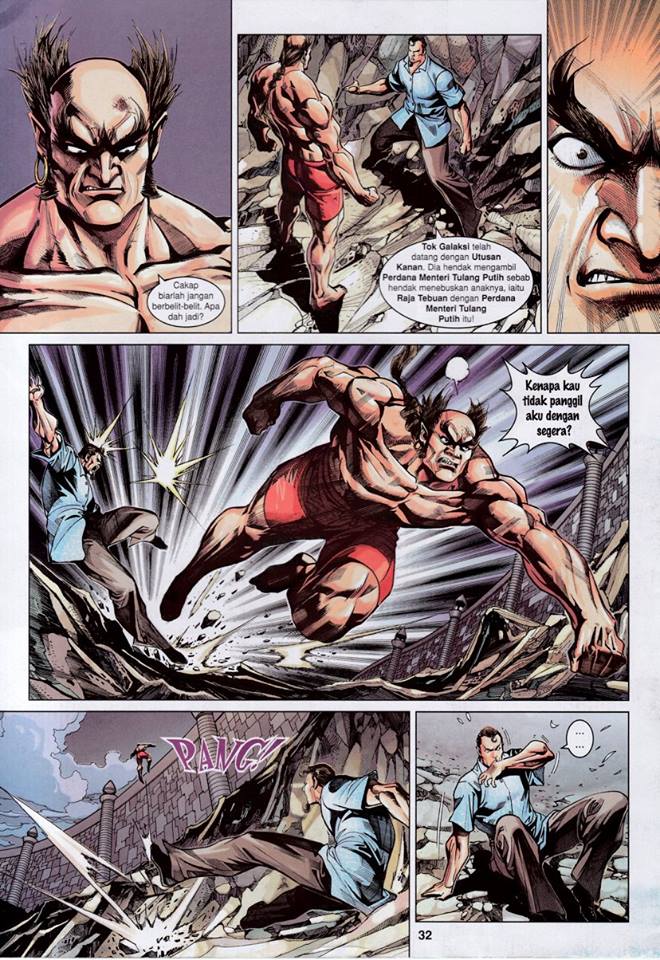 Cakap
biarlah jangan
berbelit-belit. Apa
dah jadi?
Tok Galaksi telah
datang dengan Utusan
Kanan. Dia hendak mengambil
Perdana Menteri Tulang Putih sebab
hendak menebuskan anaknya, iaitu
Raja Tebuan dengan Perdana
Menteri Tulang
Putih itu!
Kenapa kau
tidak panggil
aku dengan
segera?
PANG!
...
...
32